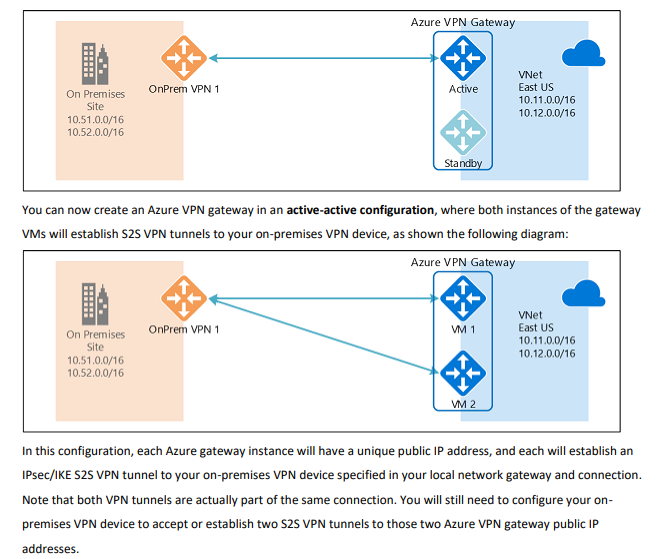 Azure VPN Gateway
On Premises
Site
10.51.0.0/16
10.52.0.0/16
OnPrem VPN 1
Active
Standby
VNet
East US
10.11.0.0/16
10.12.0.0/16
You can now create an Azure VPN gateway in an active-active configuration, where both instances of the gateway
VMs will establish S2S VPN tunnels to your on-premises VPN device, as shown the following diagram:
Azure VPN Gateway
On Premises
Site
10.51.0.0/16
10.52.0.0/16
OnPrem VPN 1
VM 1
VM 2
VNet
East US
10.11.0.0/16
10.12.0.0/16
In this configuration, each Azure gateway instance will have a unique public IP address, and each will establish an
IPsec/IKE S2S VPN tunnel to your on-premises VPN device specified in your local network gateway and connection.
Note that both VPN tunnels are actually part of the same connection. You will still need to configure your on-
premises VPN device to accept or establish two S2S VPN tunnels to those two Azure VPN gateway public IP
addresses.